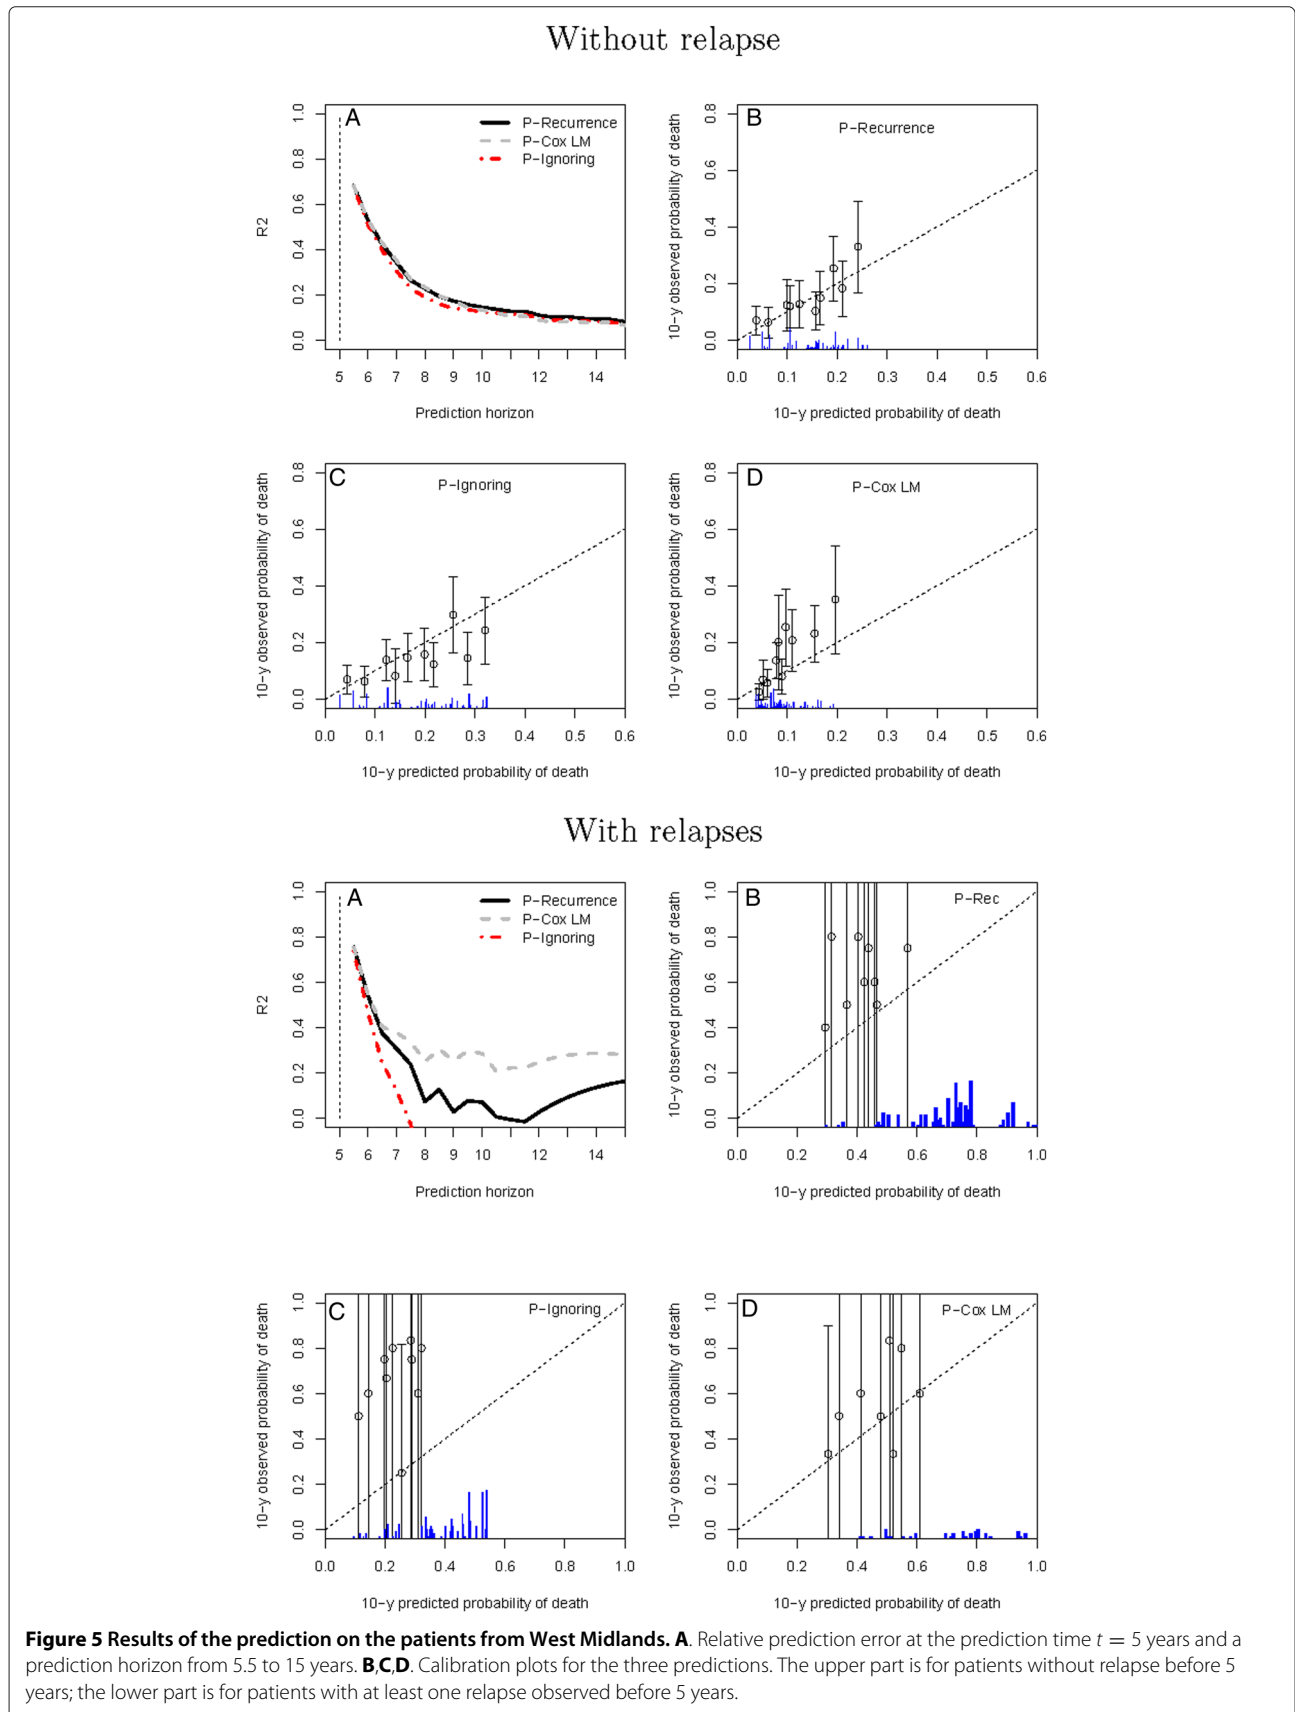 Without relapse
A
P-Recurrence
P-Cox LM
P-Ignoring
R2
0.0 0.2 0.4 0.6 0.8 1.0
5 6 7 8 9 10 12 14
Prediction horizon
B
P-Recurrence
10-y observed probability of death
0.0 0.2 0.4 0.6 0.8
0.0 0.1 0.2 0.3 0.4 0.5 0.6
10-y predicted probability of death
C
P-Ignoring
10-y observed probability of death
0.0 0.2 0.4 0.6 0.8
0.0 0.1 0.2 0.3 0.4 0.5 0.6
10-y predicted probability of death
D
P-Cox LM
10-y observed probability of death
0.0 0.2 0.4 0.6 0.8
0.0 0.1 0.2 0.3 0.4 0.5 0.6
10-y predicted probability of death
With relapses
A
P-Recurrence
P-Cox LM
P-Ignoring
R2
0.0 0.2 0.4 0.6 0.8 1.0
5 6 7 8 9 10 12 14
Prediction horizon
B
P-Rec
10-y observed probability of death
0.0 0.2 0.4 0.6 0.8 1.0
0.0 0.2 0.4 0.6 0.8 1.0
10-y predicted probability of death
C
P-Ignoring
10-y observed probability of death
0.0 0.2 0.4 0.6 0.8 1.0
0.0 0.2 0.4 0.6 0.8 1.0
10-y predicted probability of death
D
P-Cox LM
10-y observed probability of death
0.0 0.2 0.4 0.6 0.8 1.0
0.0 0.2 0.4 0.6 0.8 1.0
10-y predicted probability of death
Figure 5 Results of the prediction on the patients from West Midlands. A. Relative prediction error at the prediction time t = 5 years and a
prediction horizon from 5.5 to 15 years. B,C,D. Calibration plots for the three predictions. The upper part is for patients without relapse before 5
years; the lower part is for patients with at least one relapse observed before 5 years.